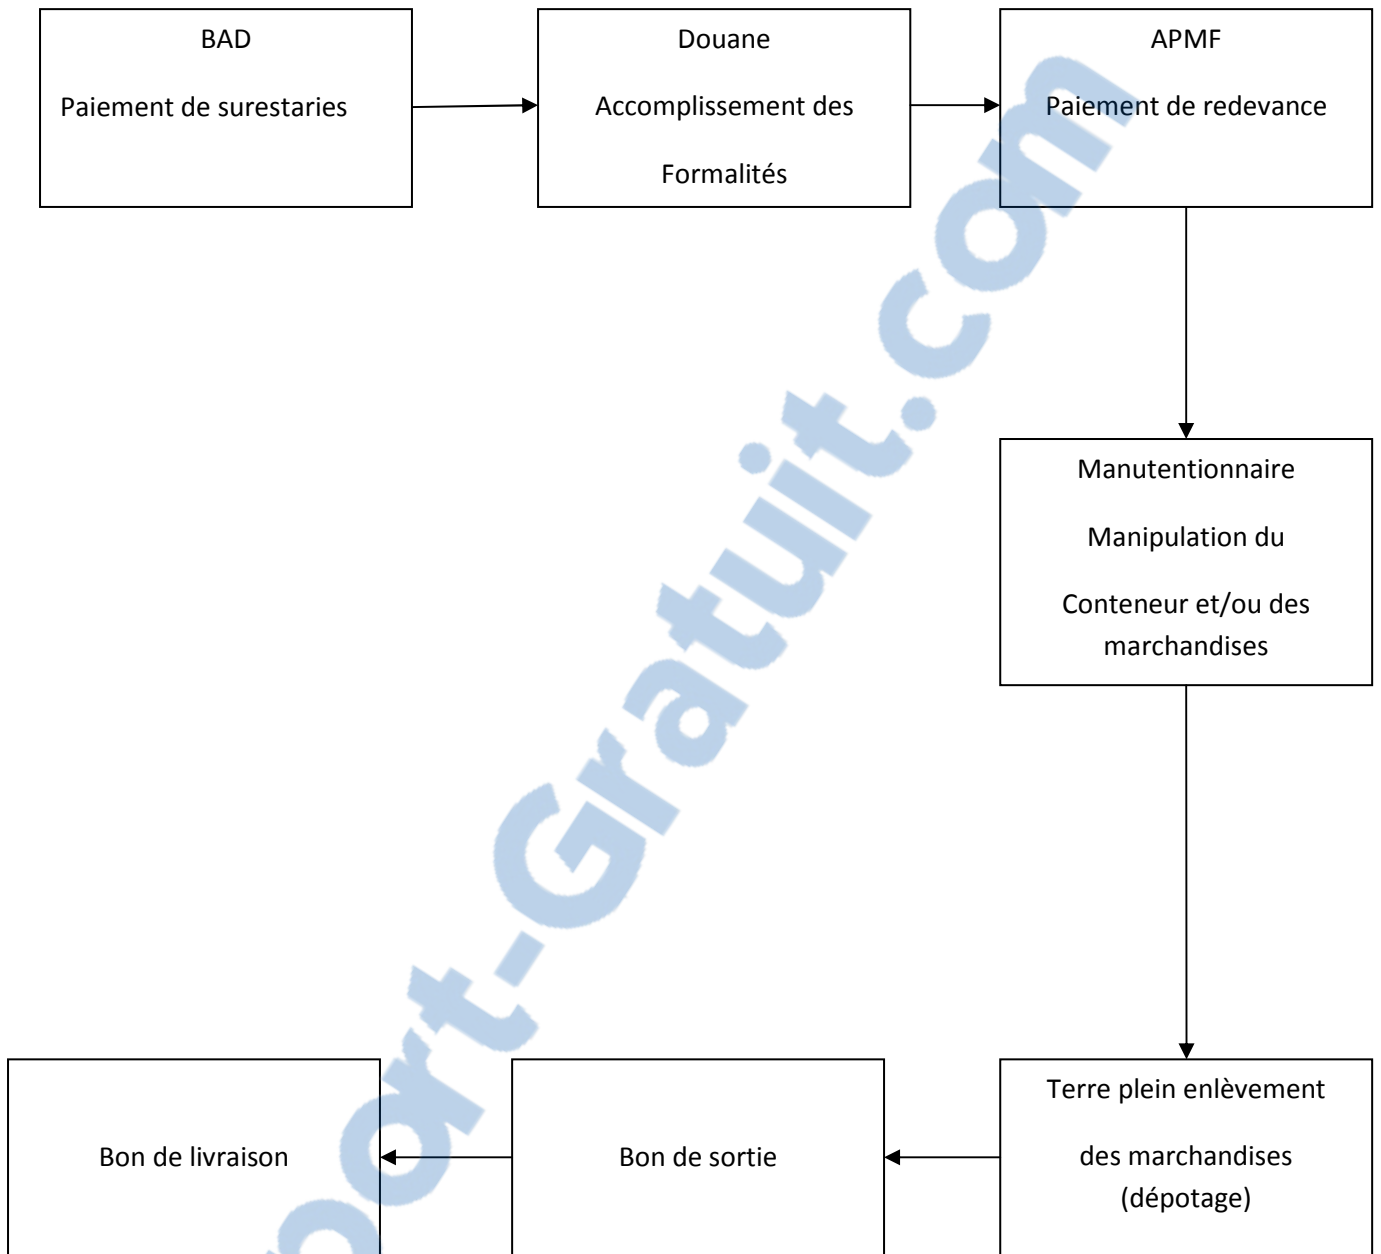 BAD
Paiement de surestaries
Douane
Accomplissement des
Formalités
APMF
Paiement de redevance
Manutentionnaire
Manipulation du
Conteneur et/ou des
marchandises
Terre plein enlèvement
des marchandises
(dépotage)
Bon de sortie
Bon de livraison
port-Gratuit.com